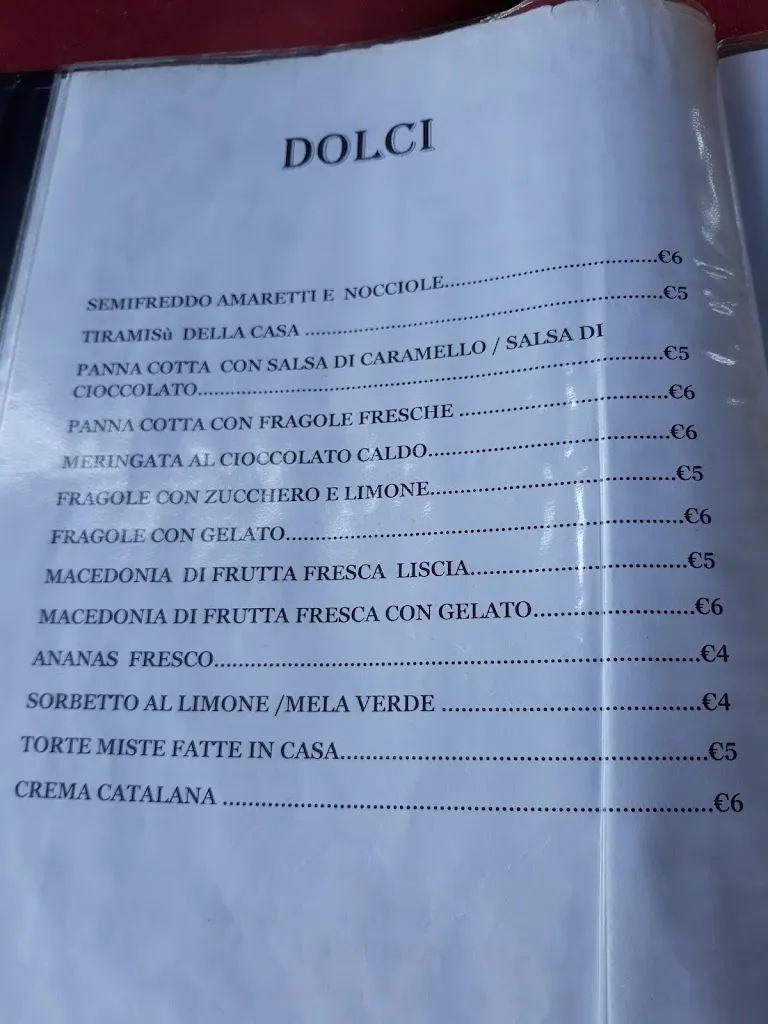 DOLCI
SEMIFREDDO AMARETTI E NOCCIOLE.....................................€6
TIRAMISù DELLA CASA ..........................................................€5
PANNA COTTA CON SALSA DI CARAMELLO / SALSA DI
CIOCCOLATO...........................................................................€5
PANNA COTTA CON FRAGOLE FRESCHE .................................€6
MERINGATA AL CIOCCOLATO CALDO.......................................€6
FRAGOLE CON ZUCCHERO E LIMONE.......................................€5
FRAGOLE CON GELATO..............................................................€6
MACEDONIA DI FRUTTA FRESCA LISCIA...................................€5
MACEDONIA DI FRUTTA FRESCA CON GELATO.........................€6
ANANAS FRESCO.........................................................................€4
SORBETTO AL LIMONE /MELA VERDE .......................................€4
TORTE MISTE FATTE IN CASA.....................................................€5
CREMA CATALANA ......................................................................€6